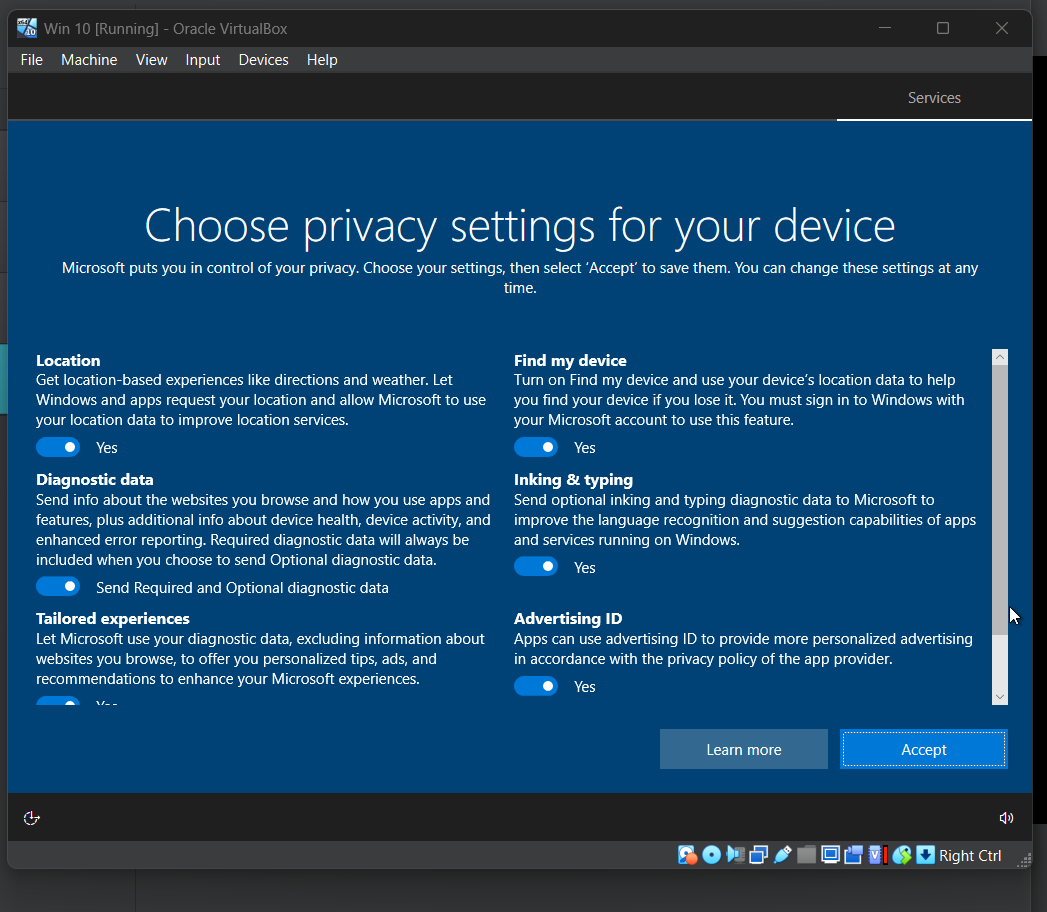 Win 10 [Running] - Oracle VirtualBox
File Machine View Input Devices Help
Services
Choose privacy settings for your device
Microsoft puts you in control of your privacy. Choose your settings, then select 'Accept' to save them. You can change these settings at any
time.
Location
Get location-based experiences like directions and weather. Let
Windows and apps request your location and allow Microsoft to use
your location data to improve location services.
Yes
Find my device
Turn on Find my device and use your device's location data to help
you find your device if you lose it. You must sign in to Windows with
your Microsoft account to use this feature.
Yes
Diagnostic data
Send info about the websites you browse and how you use apps and
features, plus additional info about device health, device activity, and
enhanced error reporting. Required diagnostic data will always be
included when you choose to send Optional diagnostic data.
Send Required and Optional diagnostic data
Inking & typing
Send optional inking and typing diagnostic data to Microsoft to
improve the language recognition and suggestion capabilities of apps
and services running on Windows.
Yes
Tailored experiences
Let Microsoft use your diagnostic data, excluding information about
websites you browse, to offer you personalized tips, ads, and
recommendations to enhance your Microsoft experiences.
Yes
Advertising ID
Apps can use advertising ID to provide more personalized advertising
in accordance with the privacy policy of the app provider.
Yes
Learn more
Accept
Right Ctrl